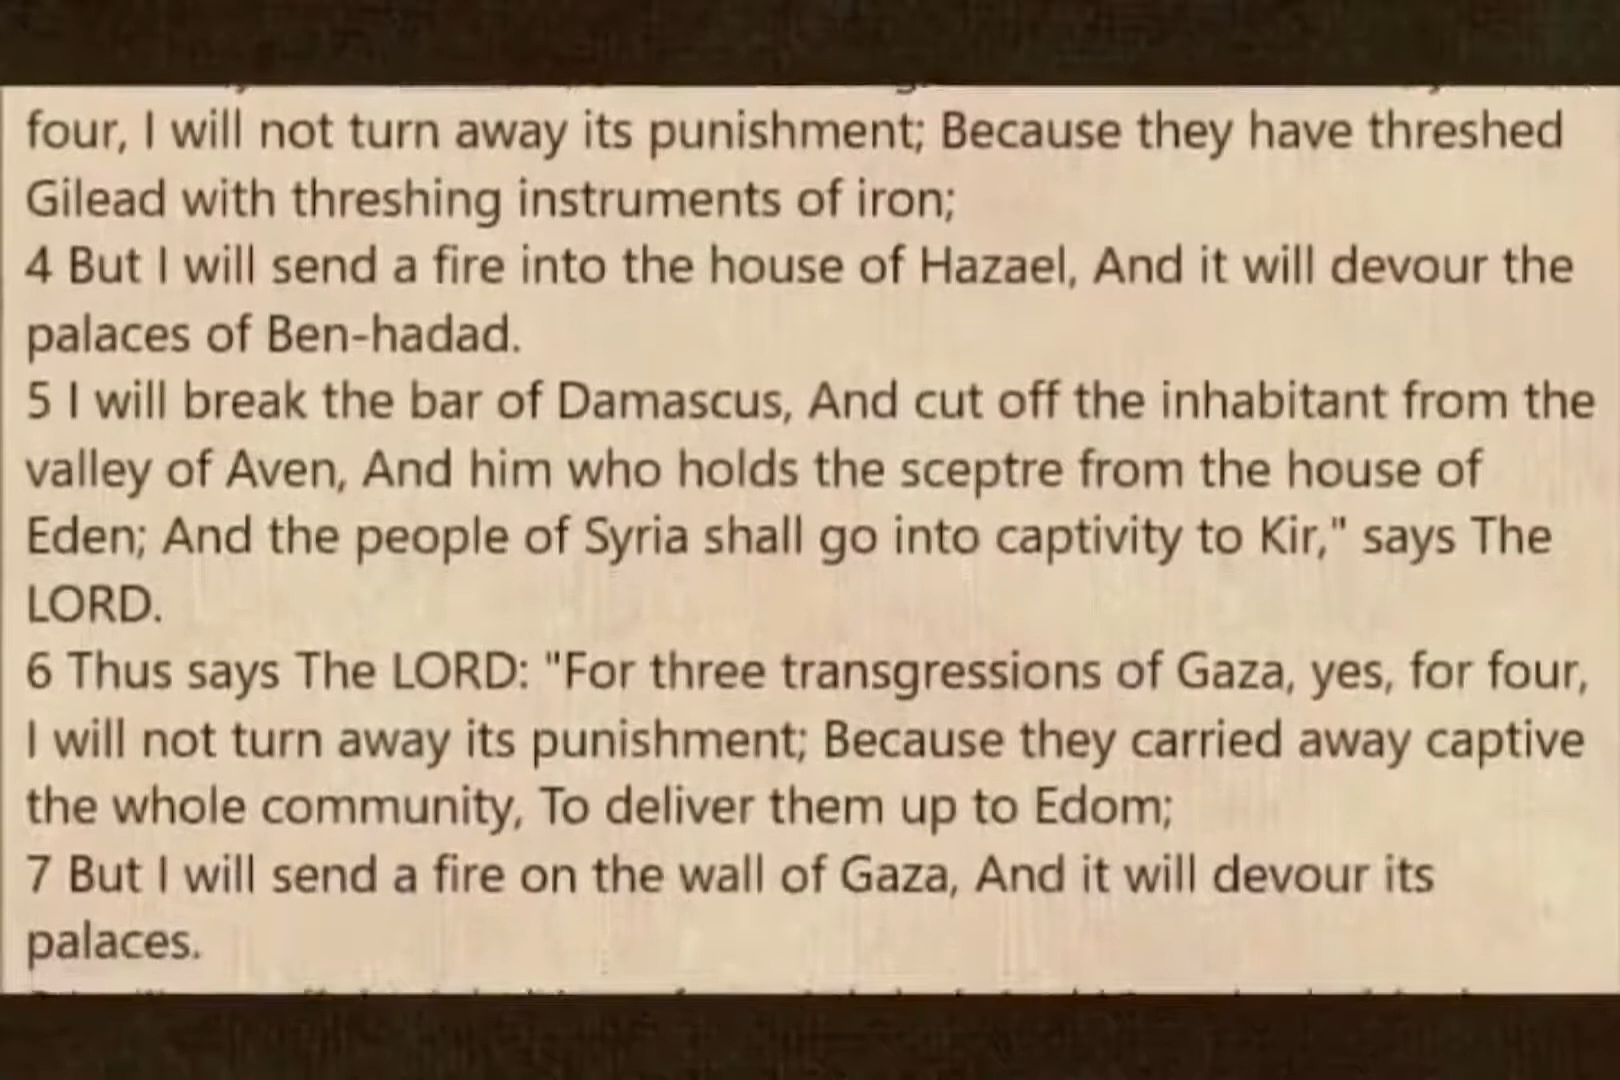 four, I will not turn away its punishment; Because they have threshed
Gilead with threshing instruments of iron;
4 But I will send a fire into the house of Hazael, And it will devour the
palaces of Ben-hadad.
5 I will break the bar of Damascus, And cut off the inhabitant from the
valley of Aven, And him who holds the sceptre from the house of
Eden; And the people of Syria shall go into captivity to Kir," says The
LORD.
6 Thus says The LORD: "For three transgressions of Gaza, yes, for four,
I will not turn away its punishment; Because they carried away captive
the whole community, To deliver them up to Edom;
7 But I will send a fire on the wall of Gaza, And it will devour its
palaces.